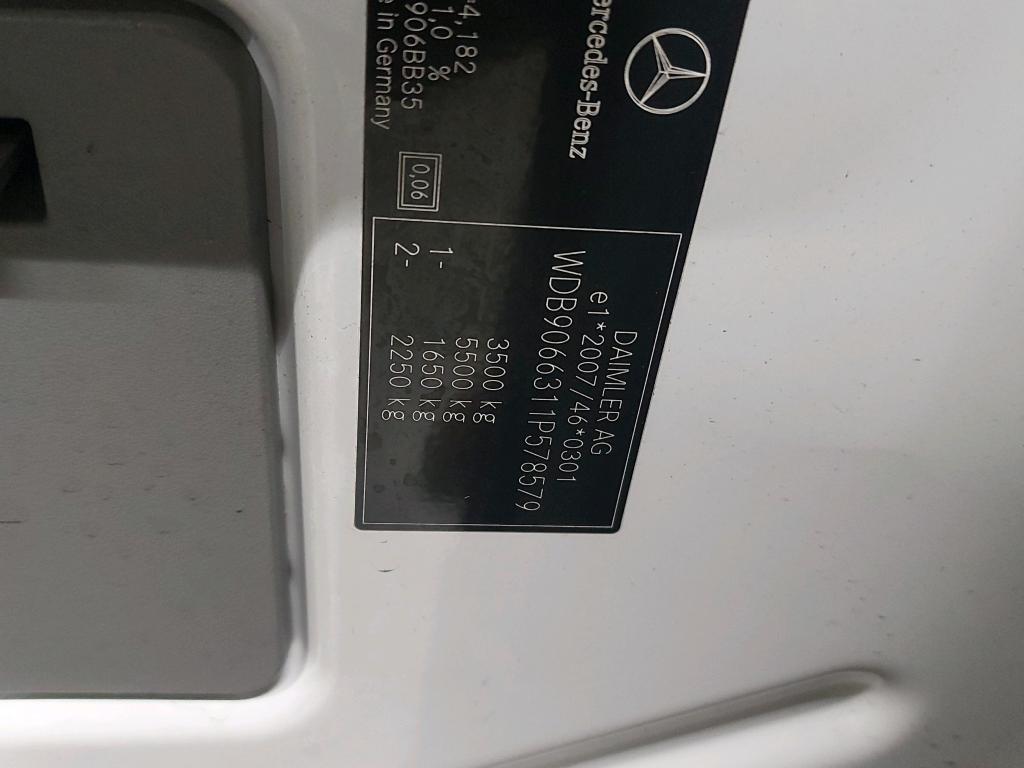 Mercedes-Benz
DAIMLER AG
e1*2007/46*0301
WDB9066311P578579
3500 kg
5500 kg
1- 1650 kg
2- 2250 kg
0,06
4,182
1,0 %
906BB35
in Germany